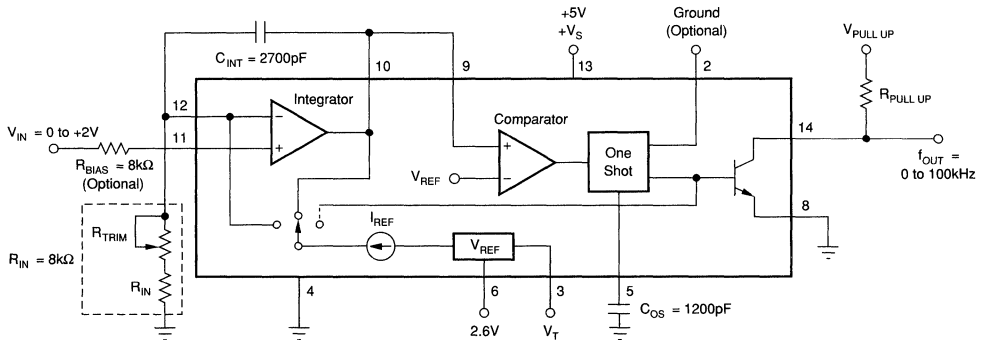 +5V
+V_S
Ground
(Optional)
V_PULL UP
C_INT = 2700pF
10
9
13
2
R_PULL UP
12
Integrator
−
+
V_IN = 0 to +2V
11
R_BIAS = 8kΩ
(Optional)
Comparator
+
−
V_REF
One
Shot
14
f_OUT =
0 to 100kHz
8
R_TRIM
R_IN = 8kΩ
R_IN
I_REF
V_REF
4
6
3
5
2.6V
V_T
C_OS = 1200pF